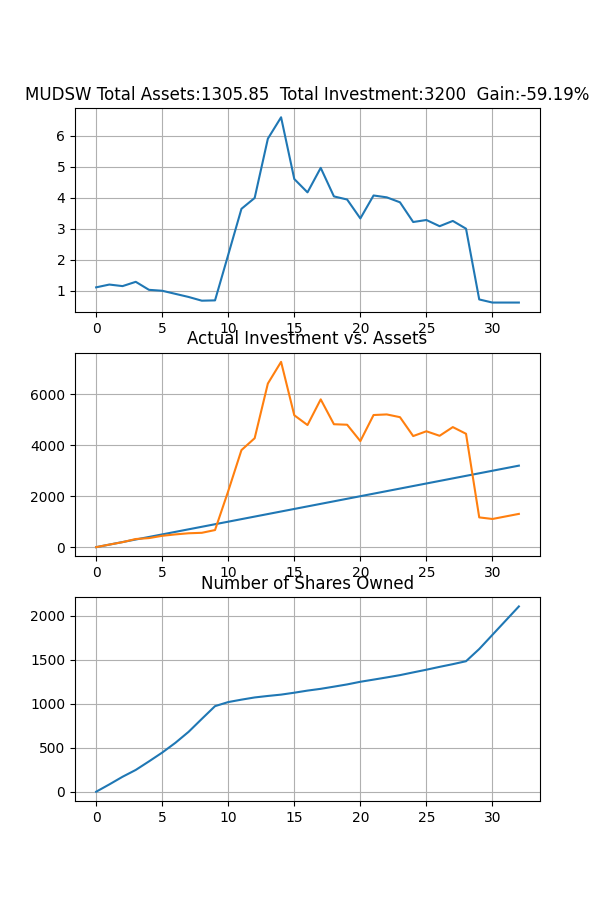 MUDSW Total Assets:1305.85  Total Investment:3200  Gain:-59.19%
6
5
4
3
2
1
0 5 10 15 20 25 30
Actual Investment vs. Assets
6000
4000
2000
0
0 5 10 15 20 25 30
Number of Shares Owned
2000
1500
1000
500
0
0 5 10 15 20 25 30